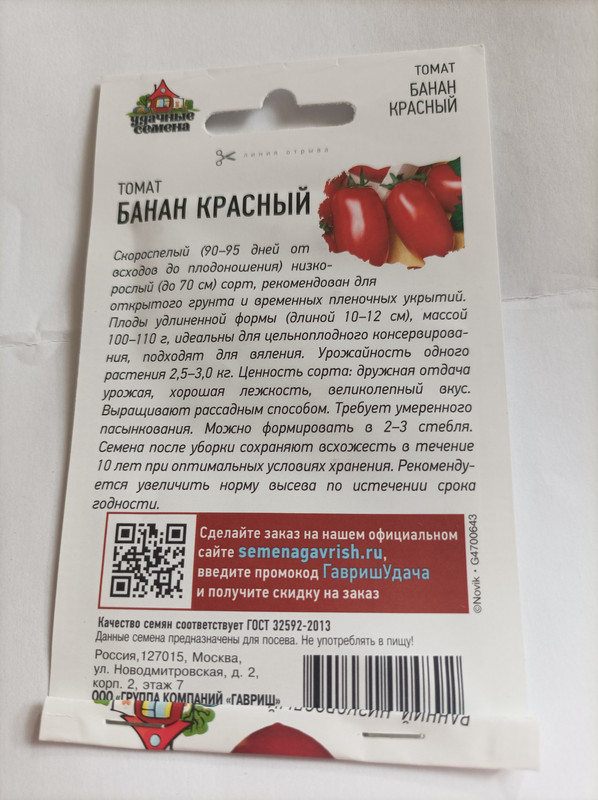 удачные
семена
ТОМАТ
БАНАН
КРАСНЫЙ
линия отрыва
ТОМАТ
БАНАН КРАСНЫЙ
Скороспелый (90–95 дней от
всходов до плодоношения) низко-
рослый (до 70 см) сорт, рекомендован для
открытого грунта и временных пленочных укрытий.
Плоды удлиненной формы (длиной 10–12 см), массой
100–110 г, идеальны для цельноплодного консервирова-
ния, подходят для вяления. Урожайность одного
растения 2,5–3,0 кг. Ценность сорта: дружная отдача
урожая, хорошая лежкость, великолепный вкус.
Выращивают рассадным способом. Требует умеренного
пасынкования. Можно формировать в 2–3 стебля.
Семена после уборки сохраняют всхожесть в течение
10 лет при оптимальных условиях хранения. Рекоменду-
ется увеличить норму высева по истечении срока
годности.
Сделайте заказ на нашем официальном
сайте semenagavrish.ru,
введите промокод ГавришУдача
и получите скидку на заказ
©Novik • G4700643
Качество семян соответствует ГОСТ 32592-2013
Данные семена предназначены для посева. Не употреблять в пищу!
Россия,127015, Москва,
ул. Новодмитровская, д. 2,
корп. 2, этаж 7
ООО «ГРУППА КОМПАНИЙ «ГАВРИШ»
РАННИЙ НИЗКОРОСЛЫЙ